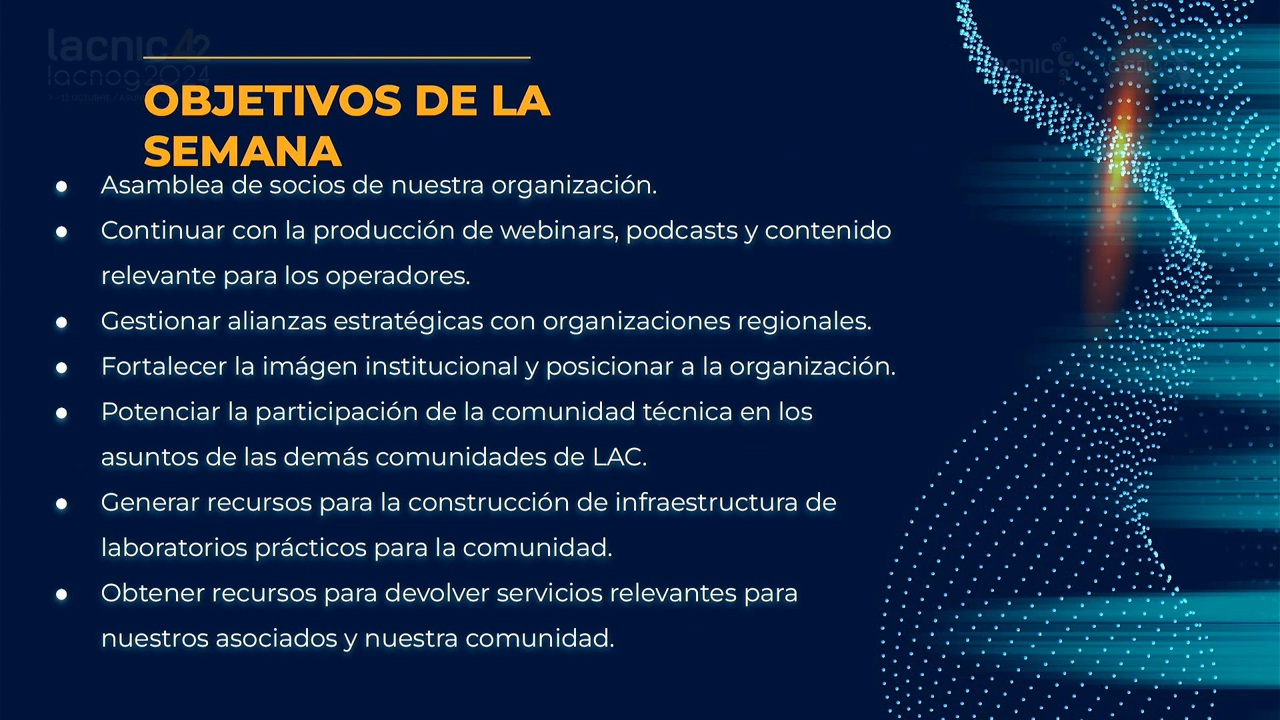 lacnic42
lacnog2024
OBJETIVOS DE LA
SEMANA
● Asamblea de socios de nuestra organización.
● Continuar con la producción de webinars, podcasts y contenido
relevante para los operadores.
● Gestionar alianzas estratégicas con organizaciones regionales.
● Fortalecer la imágen institucional y posicionar a la organización.
● Potenciar la participación de la comunidad técnica en los
asuntos de las demás comunidades de LAC.
● Generar recursos para la construcción de infraestructura de
laboratorios prácticos para la comunidad.
● Obtener recursos para devolver servicios relevantes para
nuestros asociados y nuestra comunidad.